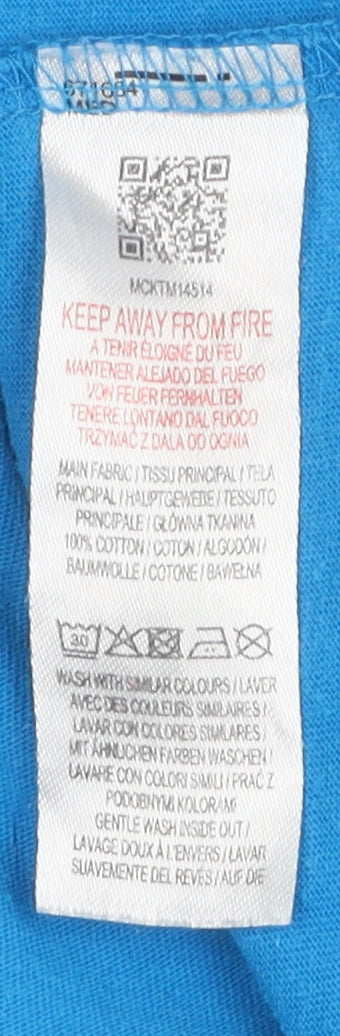 071654
MCKTM14514
KEEP AWAY FROM FIRE
A TENIR ÉLOIGNÉ DU FEU
MANTENER ALEJADO DEL FUEGO
VON FEUER FERNHALTEN
TENERE LONTANO DAL FUOCO
TRZYMAĆ Z DALA OD OGNIA
MAIN FABRIC / TISSU PRINCIPAL / TELA
PRINCIPAL / HAUPTGEWEBE / TESSUTO
PRINCIPALE / GŁÓWNA TKANINA
100% COTTON / COTON / ALGODÓN /
BAUMWOLLE / COTONE / BAWEŁNA
30
WASH WITH SIMILAR COLOURS / LAVER
AVEC DES COULEURS SIMILAIRES /
LAVAR CON COLORES SIMILARES /
MIT ÄHNLICHEN FARBEN WASCHEN /
LAVARE CON COLORI SIMILI / PRAĆ Z
PODOBNYMI KOLORAMI
GENTLE WASH INSIDE OUT /
LAVAGE DOUX À L'ENVERS / LAVAR
SUAVEMENTE DEL REVÉS / AUF DIE